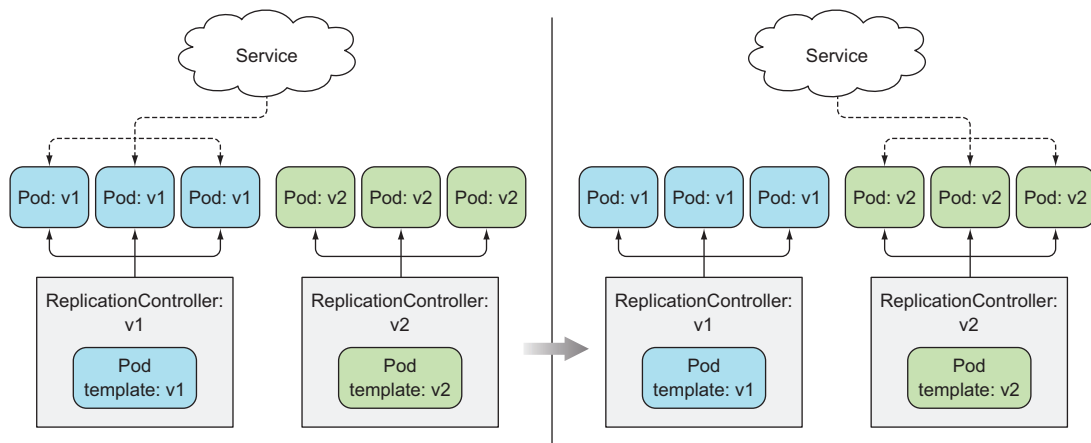 Service
Service
Pod: v1
Pod: v1
Pod: v1
Pod: v2
Pod: v2
Pod: v2
Pod: v1
Pod: v1
Pod: v1
Pod: v2
Pod: v2
Pod: v2
ReplicationController:
v1
Pod
template: v1
ReplicationController:
v2
Pod
template: v2
ReplicationController:
v1
Pod
template: v1
ReplicationController:
v2
Pod
template: v2